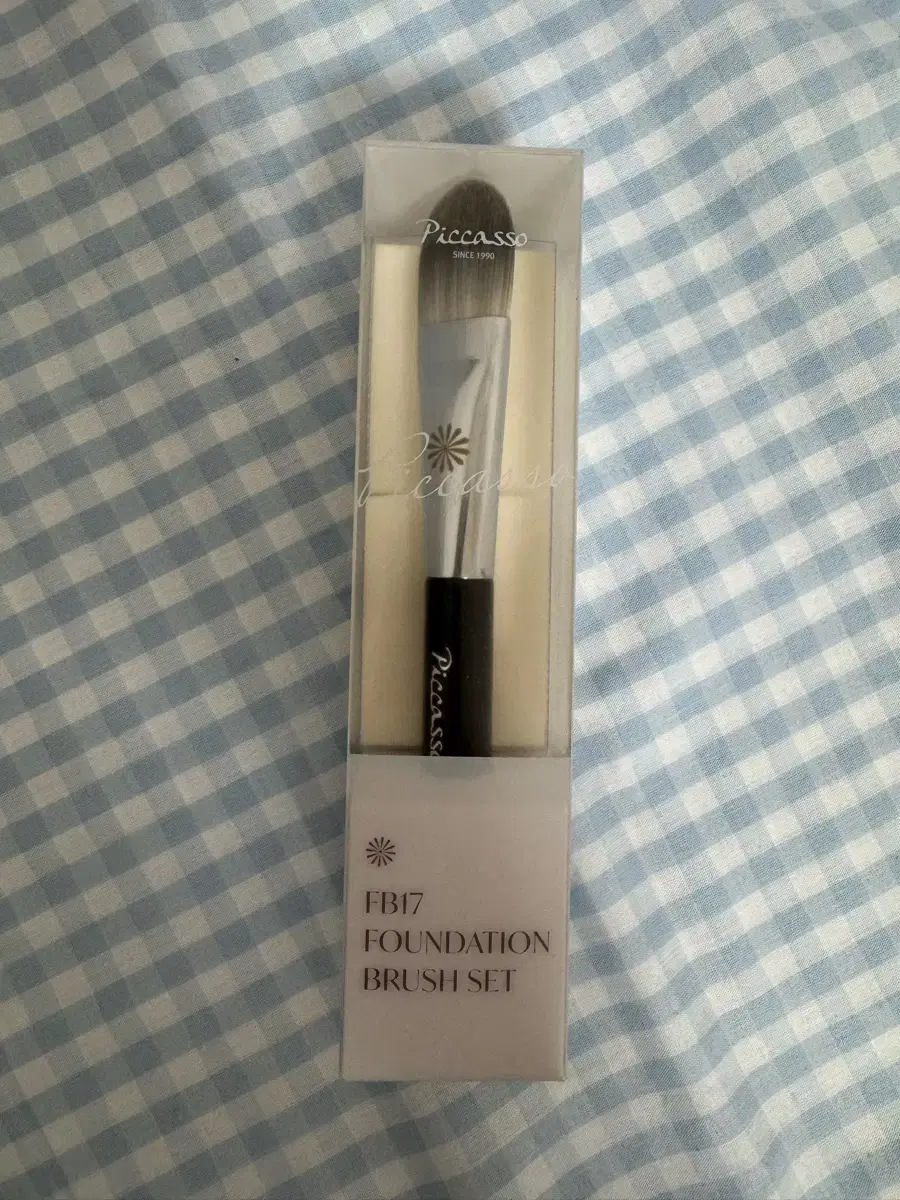 Piccasso
SINCE 1990
Piccasso
Piccasso
FB17
FOUNDATION
BRUSH SET